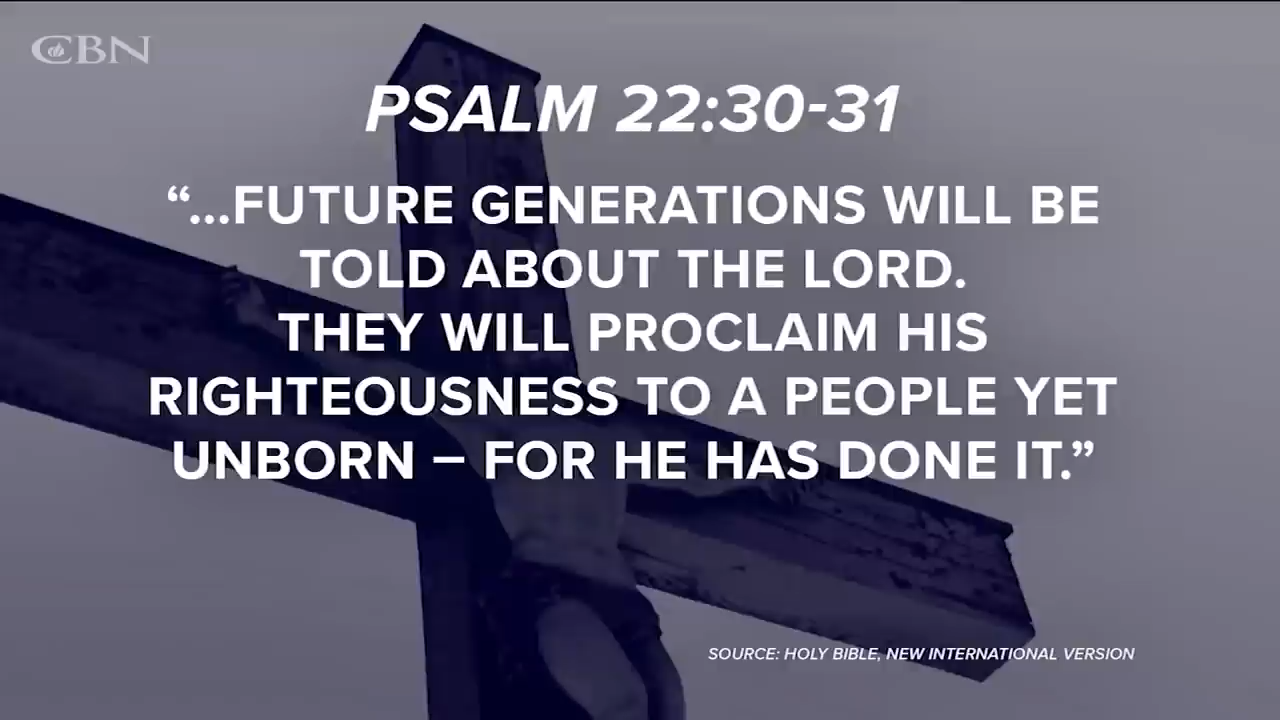 CBN
PSALM 22:30-31
“...FUTURE GENERATIONS WILL BE
TOLD ABOUT THE LORD.
THEY WILL PROCLAIM HIS
RIGHTEOUSNESS TO A PEOPLE YET
UNBORN – FOR HE HAS DONE IT.”
SOURCE: HOLY BIBLE, NEW INTERNATIONAL VERSION